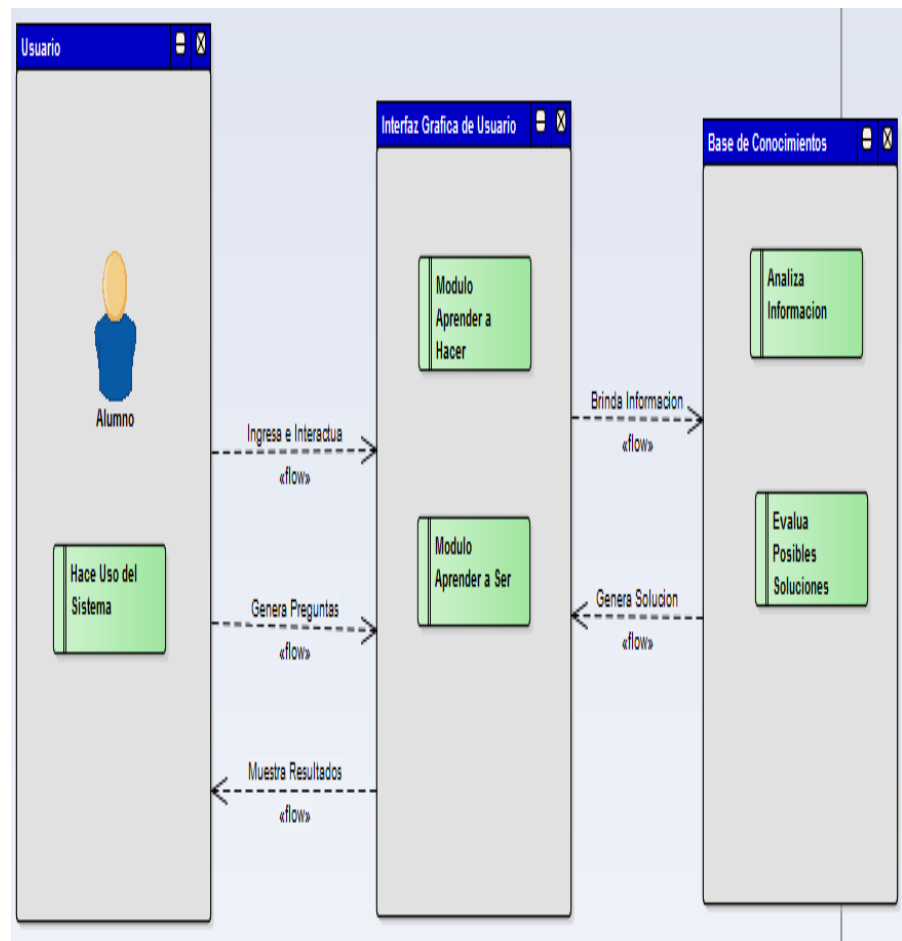 Usuario
Alumno
Hace Uso del
Sistema
Ingresa e Interactua
«flow»
Genera Preguntas
«flow»
Muestra Resultados
«flow»
Interfaz Grafica de Usuario
Modulo
Aprender a
Hacer
Modulo
Aprender a Ser
Brinda Informacion
«flow»
Genera Solucion
«flow»
Base de Conocimientos
Analiza
Informacion
Evalua
Posibles
Soluciones